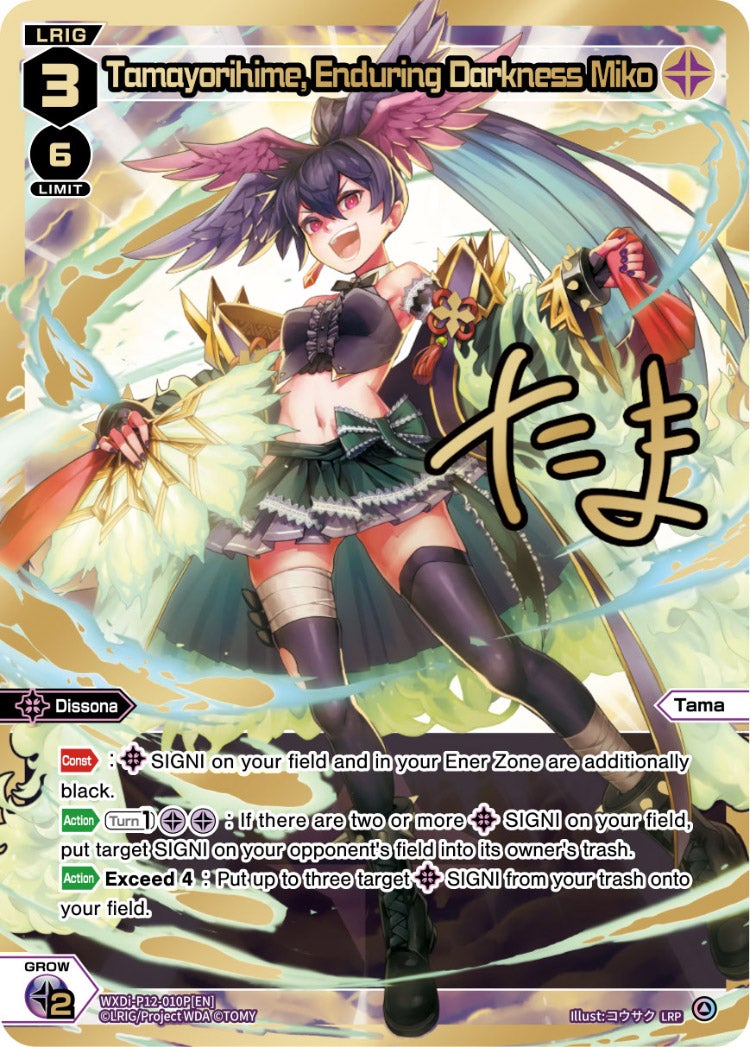 LRIG
3 Tamayorihime, Enduring Darkness Miko
6
LIMIT
たま
Dissona
Tama
Const : SIGNI on your field and in your Ener Zone are additionally
black.
Action Turn 1 : If there are two or more SIGNI on your field,
put target SIGNI on your opponent's field into its owner's trash.
Action Exceed 4 : Put up to three target SIGNI from your trash onto
your field.
GROW
2
WXDi-P12-010P[EN]
©LRIG/Project WDA ©TOMY
Illust:コウサク LRP